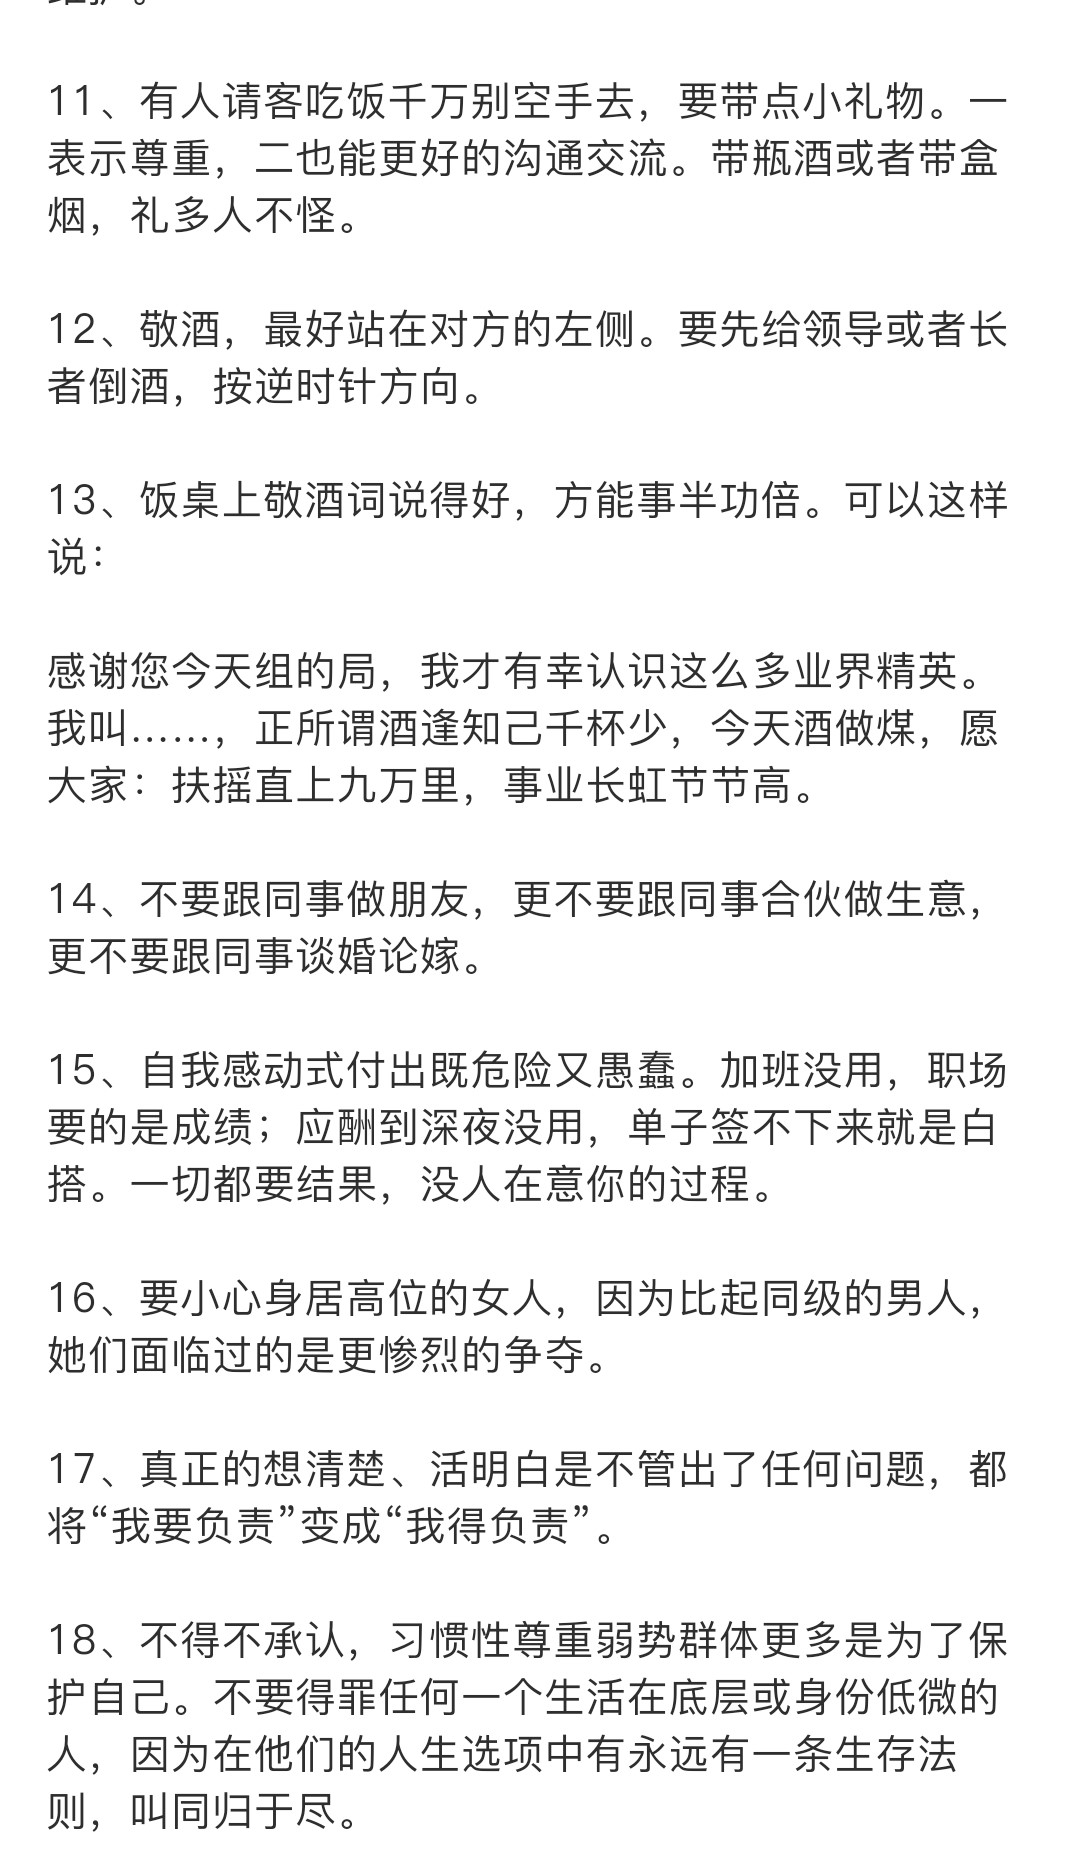 11、有人请客吃饭千万别空手去，要带点小礼物。一
表示尊重，二也能更好的沟通交流。带瓶酒或者带盒
烟，礼多人不怪。
12、敬酒，最好站在对方的左侧。要先给领导或者长
者倒酒，按逆时针方向。
13、饭桌上敬酒词说得好，方能事半功倍。可以这样
说：
感谢您今天组的局，我才有幸认识这么多业界精英。
我叫……，正所谓酒逢知己千杯少，今天酒做煤，愿
大家：扶摇直上九万里，事业长虹节节高。
14、不要跟同事做朋友，更不要跟同事合伙做生意，
更不要跟同事谈婚论嫁。
15、自我感动式付出既危险又愚蠢。加班没用，职场
要的是成绩；应酬到深夜没用，单子签不下来就是白
搭。一切都要结果，没人在意你的过程。
16、要小心身居高位的女人，因为比起同级的男人，
她们面临过的是更惨烈的争夺。
17、真正的想清楚、活明白是不管出了任何问题，都
将“我要负责”变成“我得负责”。
18、不得不承认，习惯性尊重弱势群体更多是为了保
护自己。不要得罪任何一个生活在底层或身份低微的
人，因为在他们的人生选项中有永远有一条生存法
则，叫同归于尽。